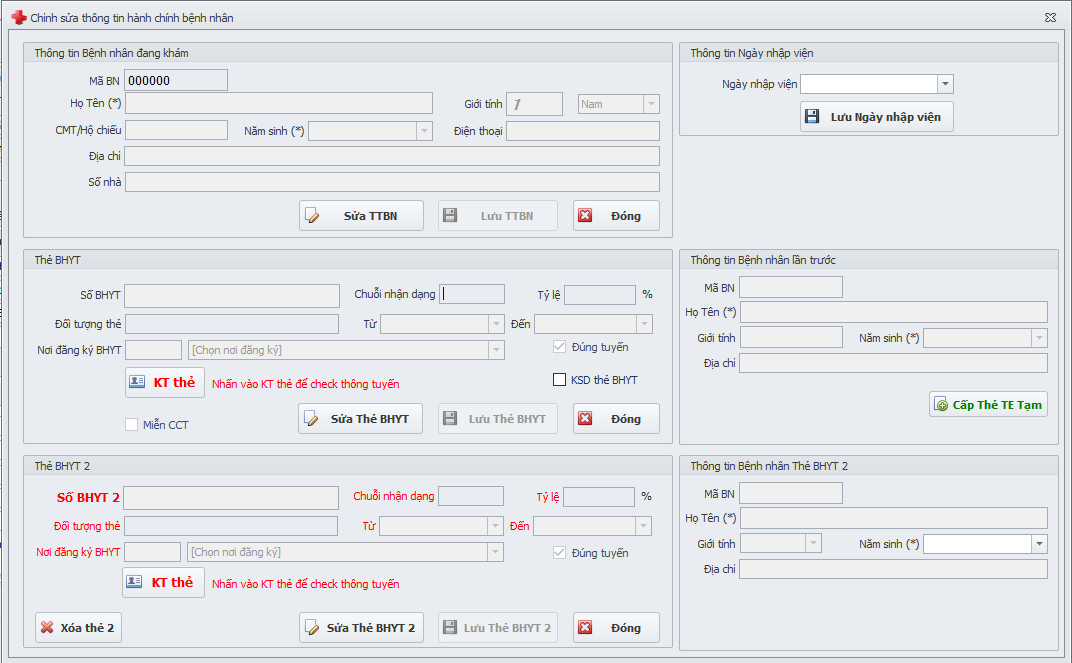 Chỉnh sửa thông tin hành chính bệnh nhân
Thông tin Bệnh nhân đang khám
Mã BN 000000
Họ Tên (*) Giới tính 1 Nam
CMT/Hộ chiếu Năm sinh (*) Điện thoại
Địa chỉ
Số nhà
Sửa TTBN Lưu TTBN Đóng
Thông tin Ngày nhập viện
Ngày nhập viện
Lưu Ngày nhập viện
Thẻ BHYT
Số BHYT Chuỗi nhận dạng Tỷ lệ %
Đối tượng thẻ Từ Đến
Nơi đăng ký BHYT [Chọn nơi đăng ký] Đúng tuyến
KT thẻ Nhấn vào KT thẻ để check thông tuyến KSD thẻ BHYT
Miễn CCT Sửa Thẻ BHYT Lưu Thẻ BHYT Đóng
Thông tin Bệnh nhân lần trước
Mã BN
Họ Tên (*)
Giới tính Năm sinh (*)
Địa chỉ
Cấp Thẻ TE Tạm
Thẻ BHYT 2
Số BHYT 2 Chuỗi nhận dạng Tỷ lệ %
Đối tượng thẻ Từ Đến
Nơi đăng ký BHYT [Chọn nơi đăng ký] Đúng tuyến
KT thẻ Nhấn vào KT thẻ để check thông tuyến
Xóa thẻ 2 Sửa Thẻ BHYT 2 Lưu Thẻ BHYT 2 Đóng
Thông tin Bệnh nhân Thẻ BHYT 2
Mã BN
Họ Tên (*)
Giới tính Năm sinh (*)
Địa chỉ